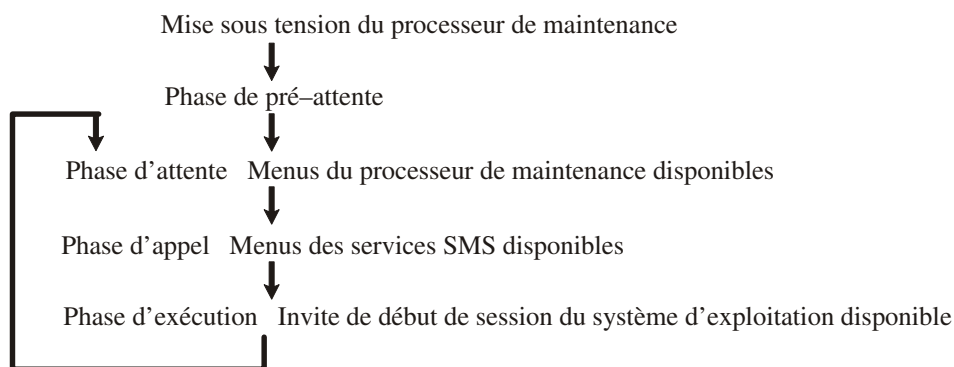 Mise sous tension du processeur de maintenance
Phase de pré–attente
Phase d'attente Menus du processeur de maintenance disponibles
Phase d'appel Menus des services SMS disponibles
Phase d'exécution Invite de début de session du système d'exploitation disponible